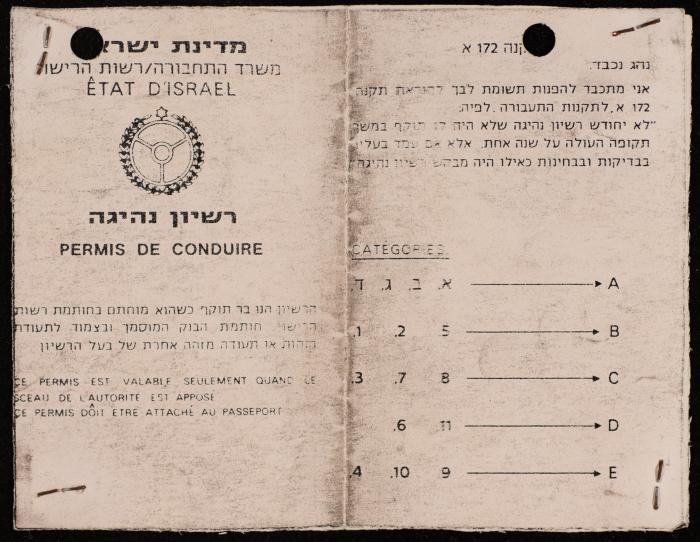 מדינת ישראל
משרד התחבורה/רשות הרישוי
ÉTAT D'ISRAEL
רשיון נהיגה
PERMIS DE CONDUIRE
הרשיון הנו בר תוקף כשהוא מוחתם בחותמת רשות
הרישוי חותמת הבנק המוסמך ובצמוד לתעודת
הזהות או תעודה מזהה אחרת של בעל הרשיון
CE PERMIS EST VALABLE SEULEMENT QUAND CE
SCEAU DE L'AUTORITE EST APPOSÉ
CE PERMIS DOIT ETRE ATTACHÉ AU PASSEPORT
תקנה 172 א
נהג נכבד.
אני מתכבד להפנות תשומת לבך להוראת תקנה
172 א. לתקנות התעבורה. לפיה:
"לא יחודש רשיון נהיגה שלא היה לו תוקף במשך
תקופה העולה על שנה אחת. אלא אם עמד בעליו
בבדיקות ובבחינות כאילו היה מבקש רשיון נהיגה
CATÉGORIES
א. ב. ג. ד. A
5 2. 1. B
8 7. 3. C
11 6. D
9 10. 4. E